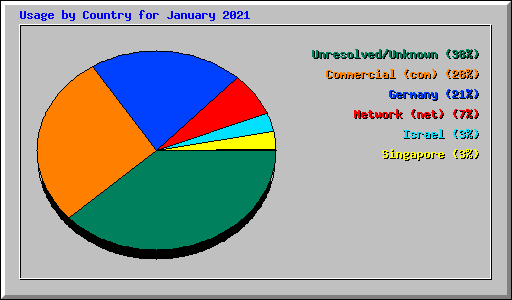 Usage by Country for January 2021
Unresolved/Unknown (38%)
Commercial (com) (28%)
Germany (21%)
Network (net) (7%)
Israel (3%)
Singapore (3%)